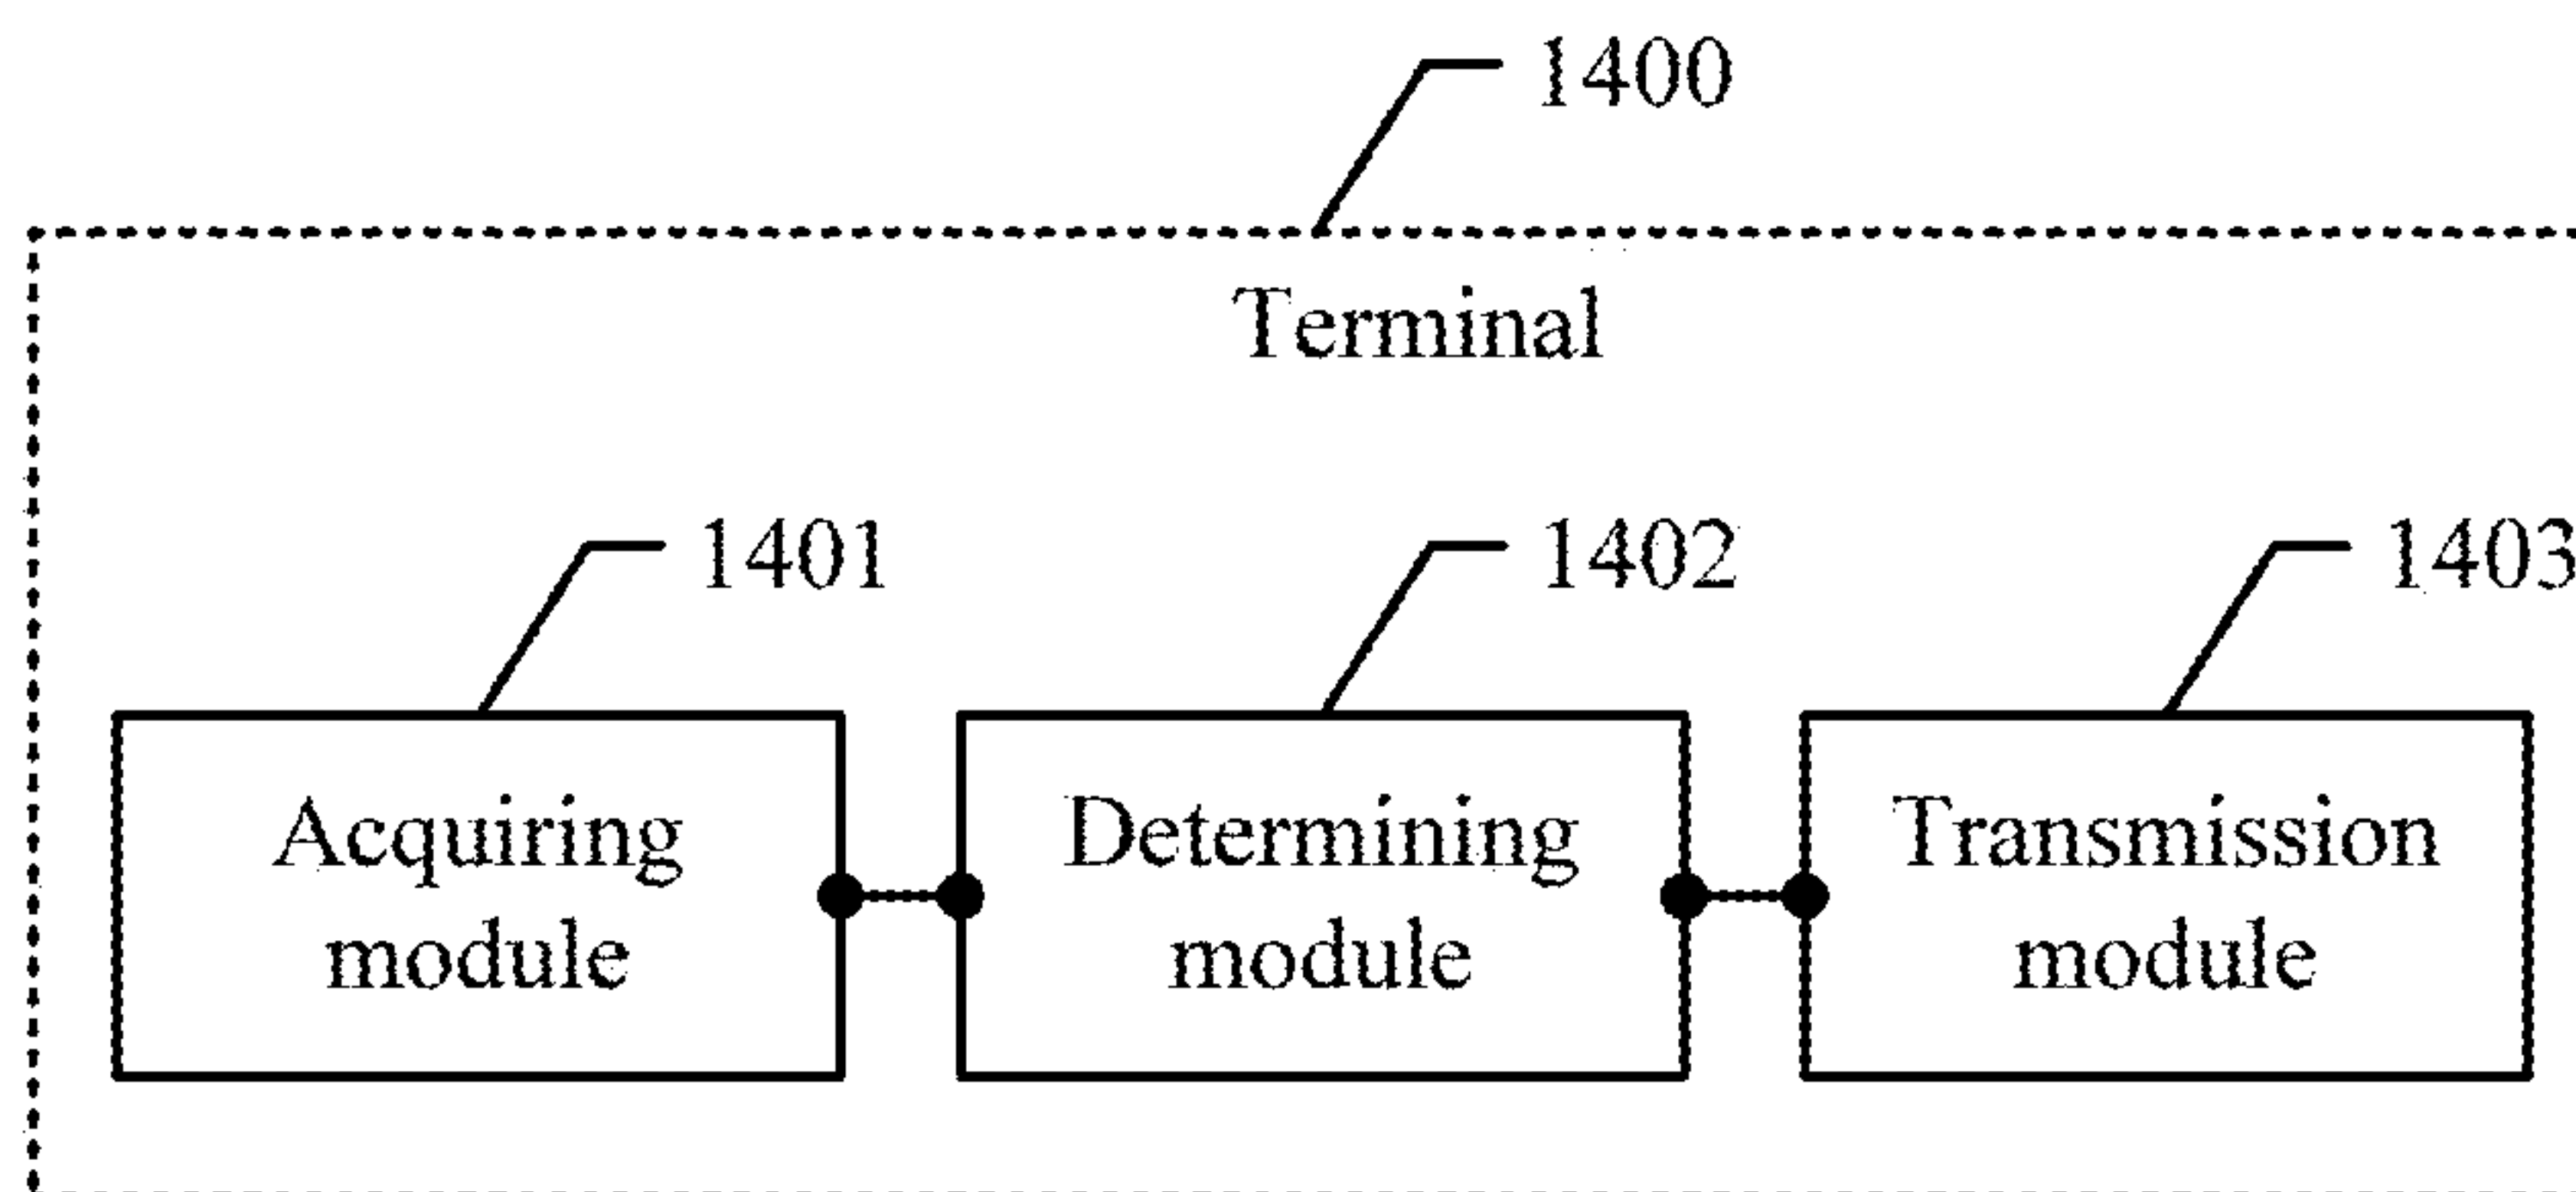 1400
Terminal
1401
1402
1403
Acquiring
module
Determining
module
Transmission
module